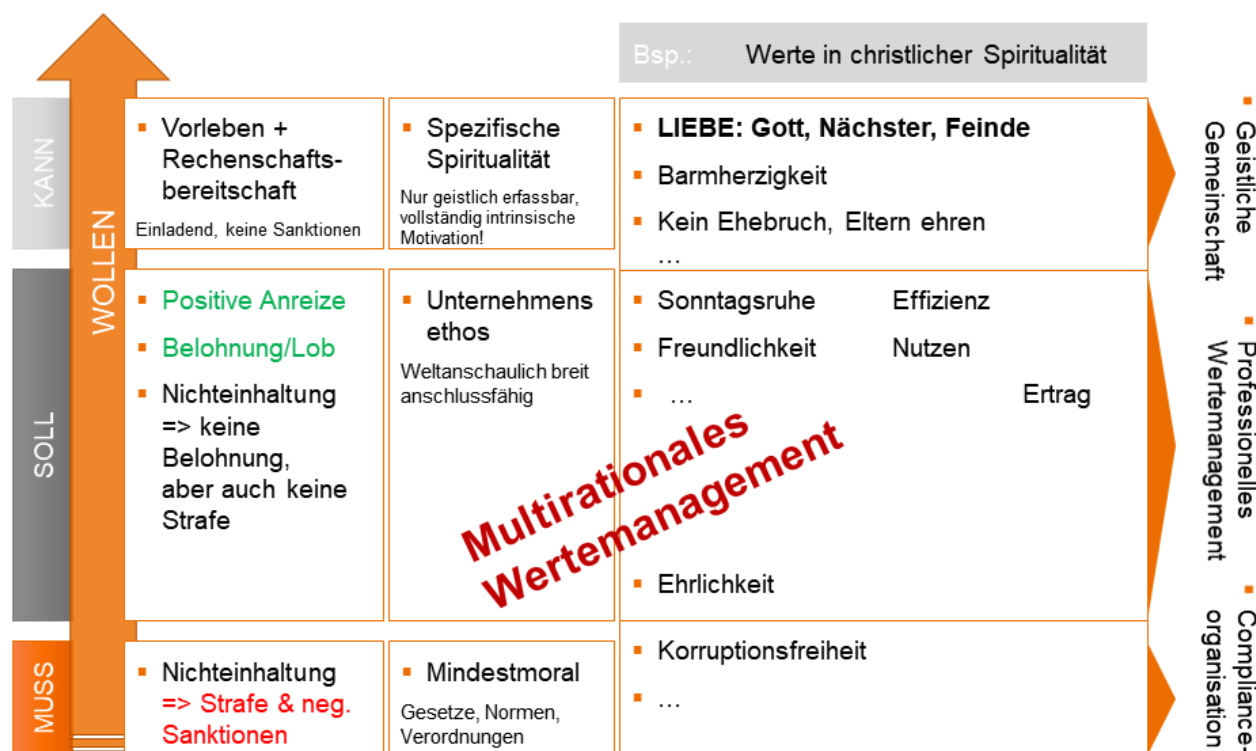 Bsp.: Werte in christlicher Spiritualität
WOLLEN
KANN
▪ Vorleben +
Rechenschafts-
bereitschaft
Einladend, keine Sanktionen
▪ Spezifische
Spiritualität
Nur geistlich erfassbar,
vollständig intrinsische
Motivation!
▪ LIEBE: Gott, Nächster, Feinde
▪ Barmherzigkeit
▪ Kein Ehebruch, Eltern ehren
…
▪ Geistliche
Gemeinschaft
SOLL
▪ Positive Anreize
▪ Belohnung/Lob
▪ Nichteinhaltung
=> keine
Belohnung,
aber auch keine
Strafe
▪ Unternehmens
ethos
Weltanschaulich breit
anschlussfähig
▪ Sonntagsruhe Effizienz
▪ Freundlichkeit Nutzen
▪ … Ertrag
▪ Ehrlichkeit
Multirationales
Wertemanagement
▪ Professionelles
Wertemanagement
MUSS
▪ Nichteinhaltung
=> Strafe & neg.
Sanktionen
▪ Mindestmoral
Gesetze, Normen,
Verordnungen
▪ Korruptionsfreiheit
▪ …
▪ Compliance-
organisation